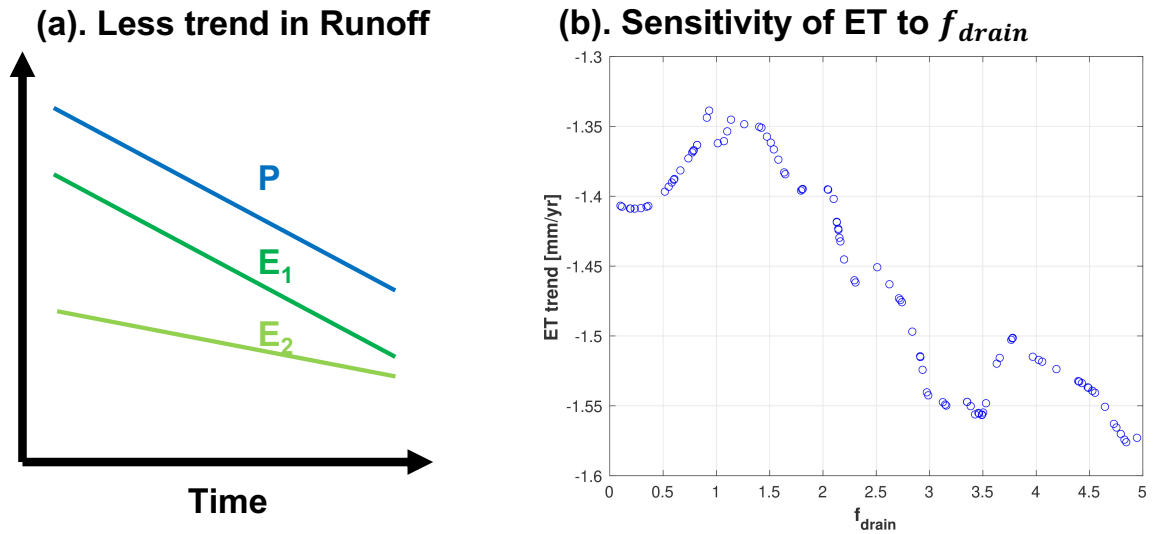 (a). Less trend in Runoff
P
E₁
E₂
Time
(b). Sensitivity of ET to f_drain
-1.3
-1.35
-1.4
-1.45
-1.5
-1.55
-1.6
ET trend [mm/yr]
0 0.5 1 1.5 2 2.5 3 3.5 4 4.5 5
f_drain